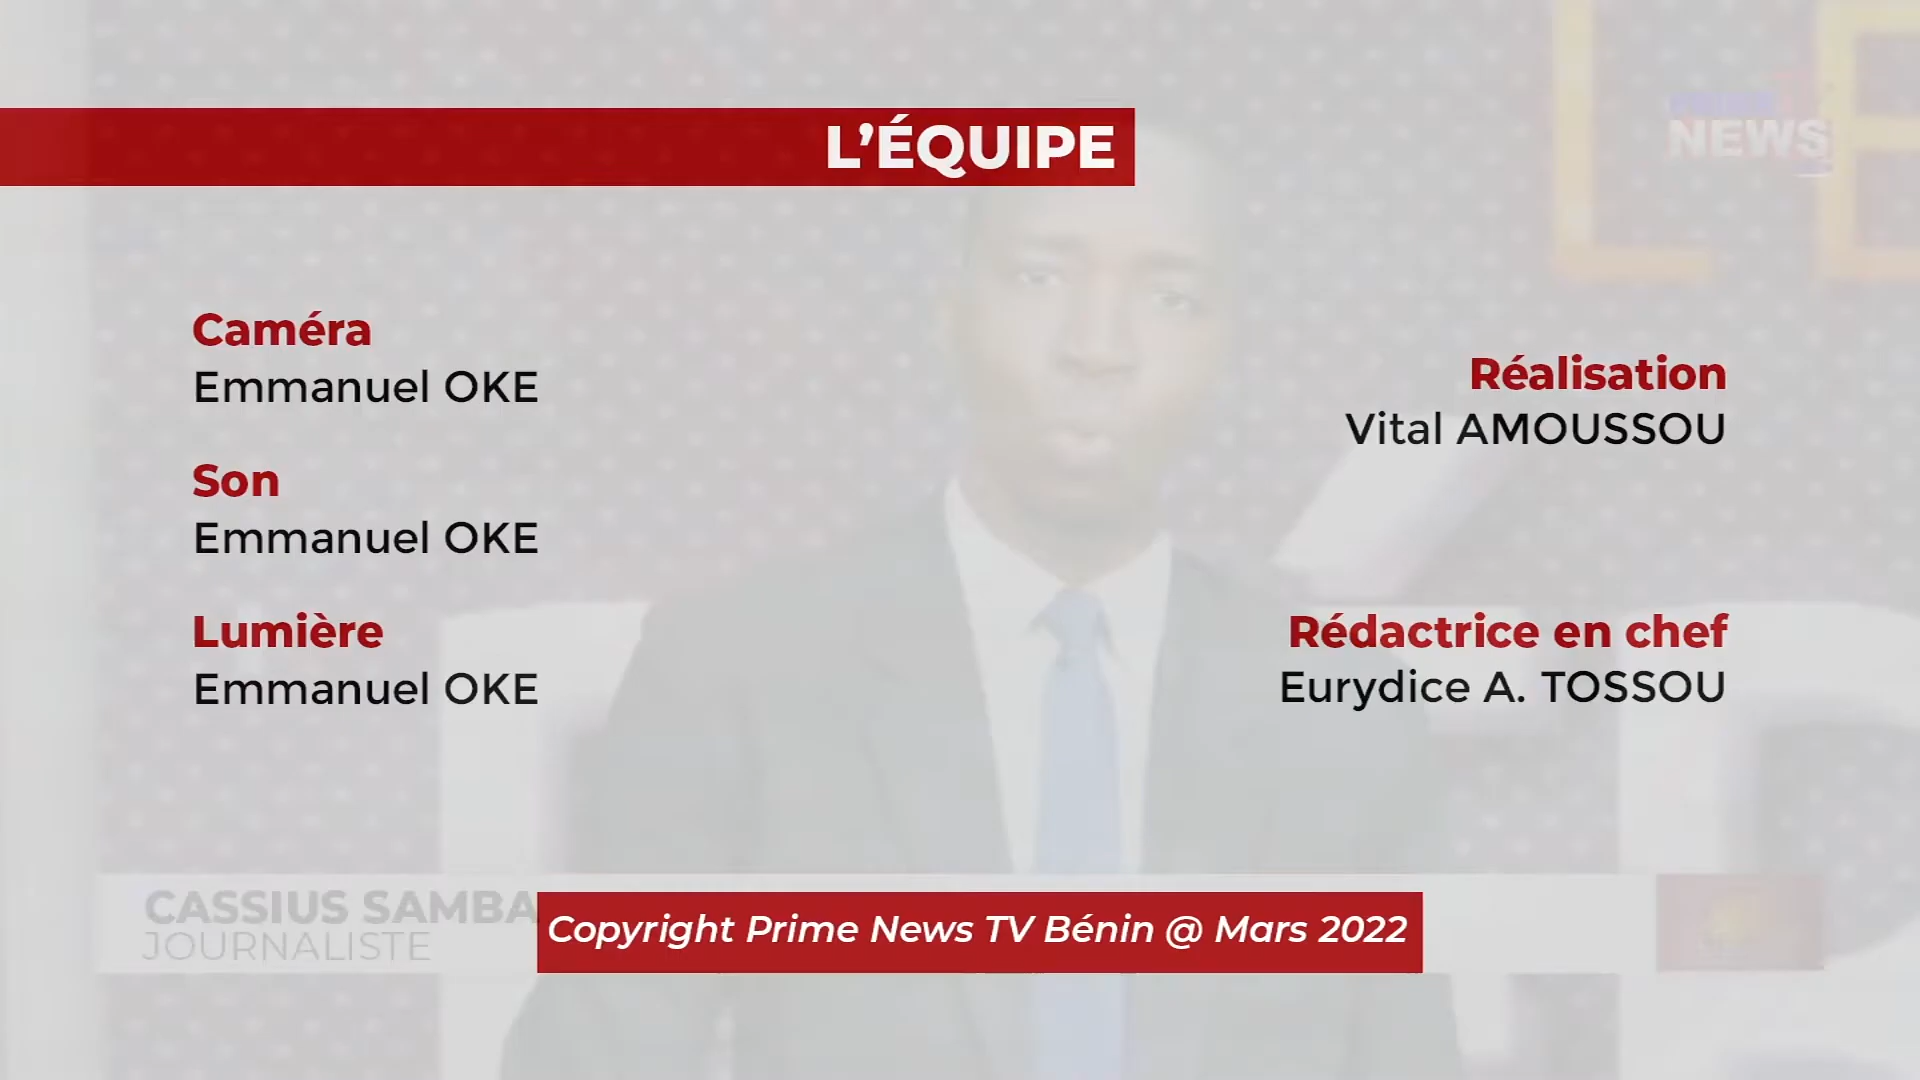 L'ÉQUIPE
PRIME
NEWS
Caméra
Emmanuel OKE
Son
Emmanuel OKE
Lumière
Emmanuel OKE
Réalisation
Vital AMOUSSOU
Rédactrice en chef
Eurydice A. TOSSOU
CASSIUS SAMBA
JOURNALISTE
Copyright Prime News TV Bénin @ Mars 2022